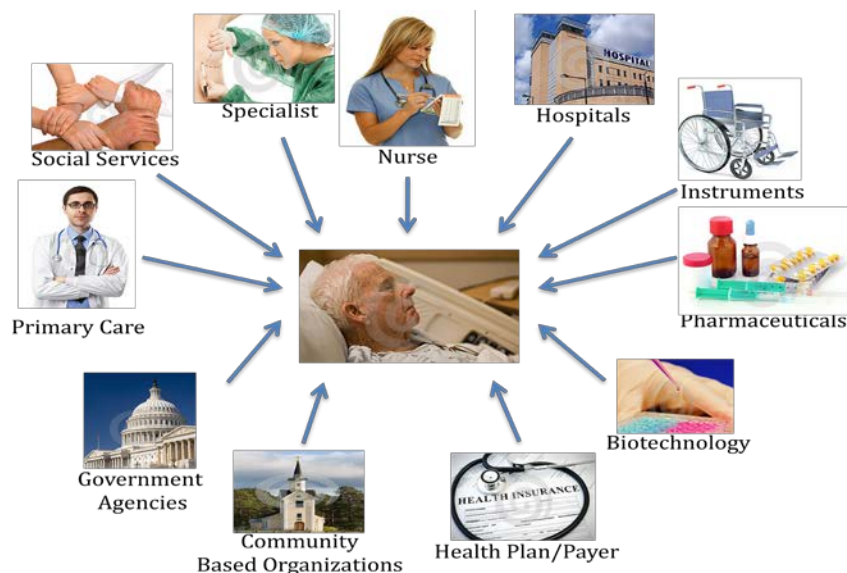 Social Services
Specialist
Nurse
HOSPITAL
Hospitals
Instruments
Primary Care
Pharmaceuticals
Government
Agencies
Community
Based Organizations
HEALTH INSURANCE
Health Plan/Payer
Biotechnology